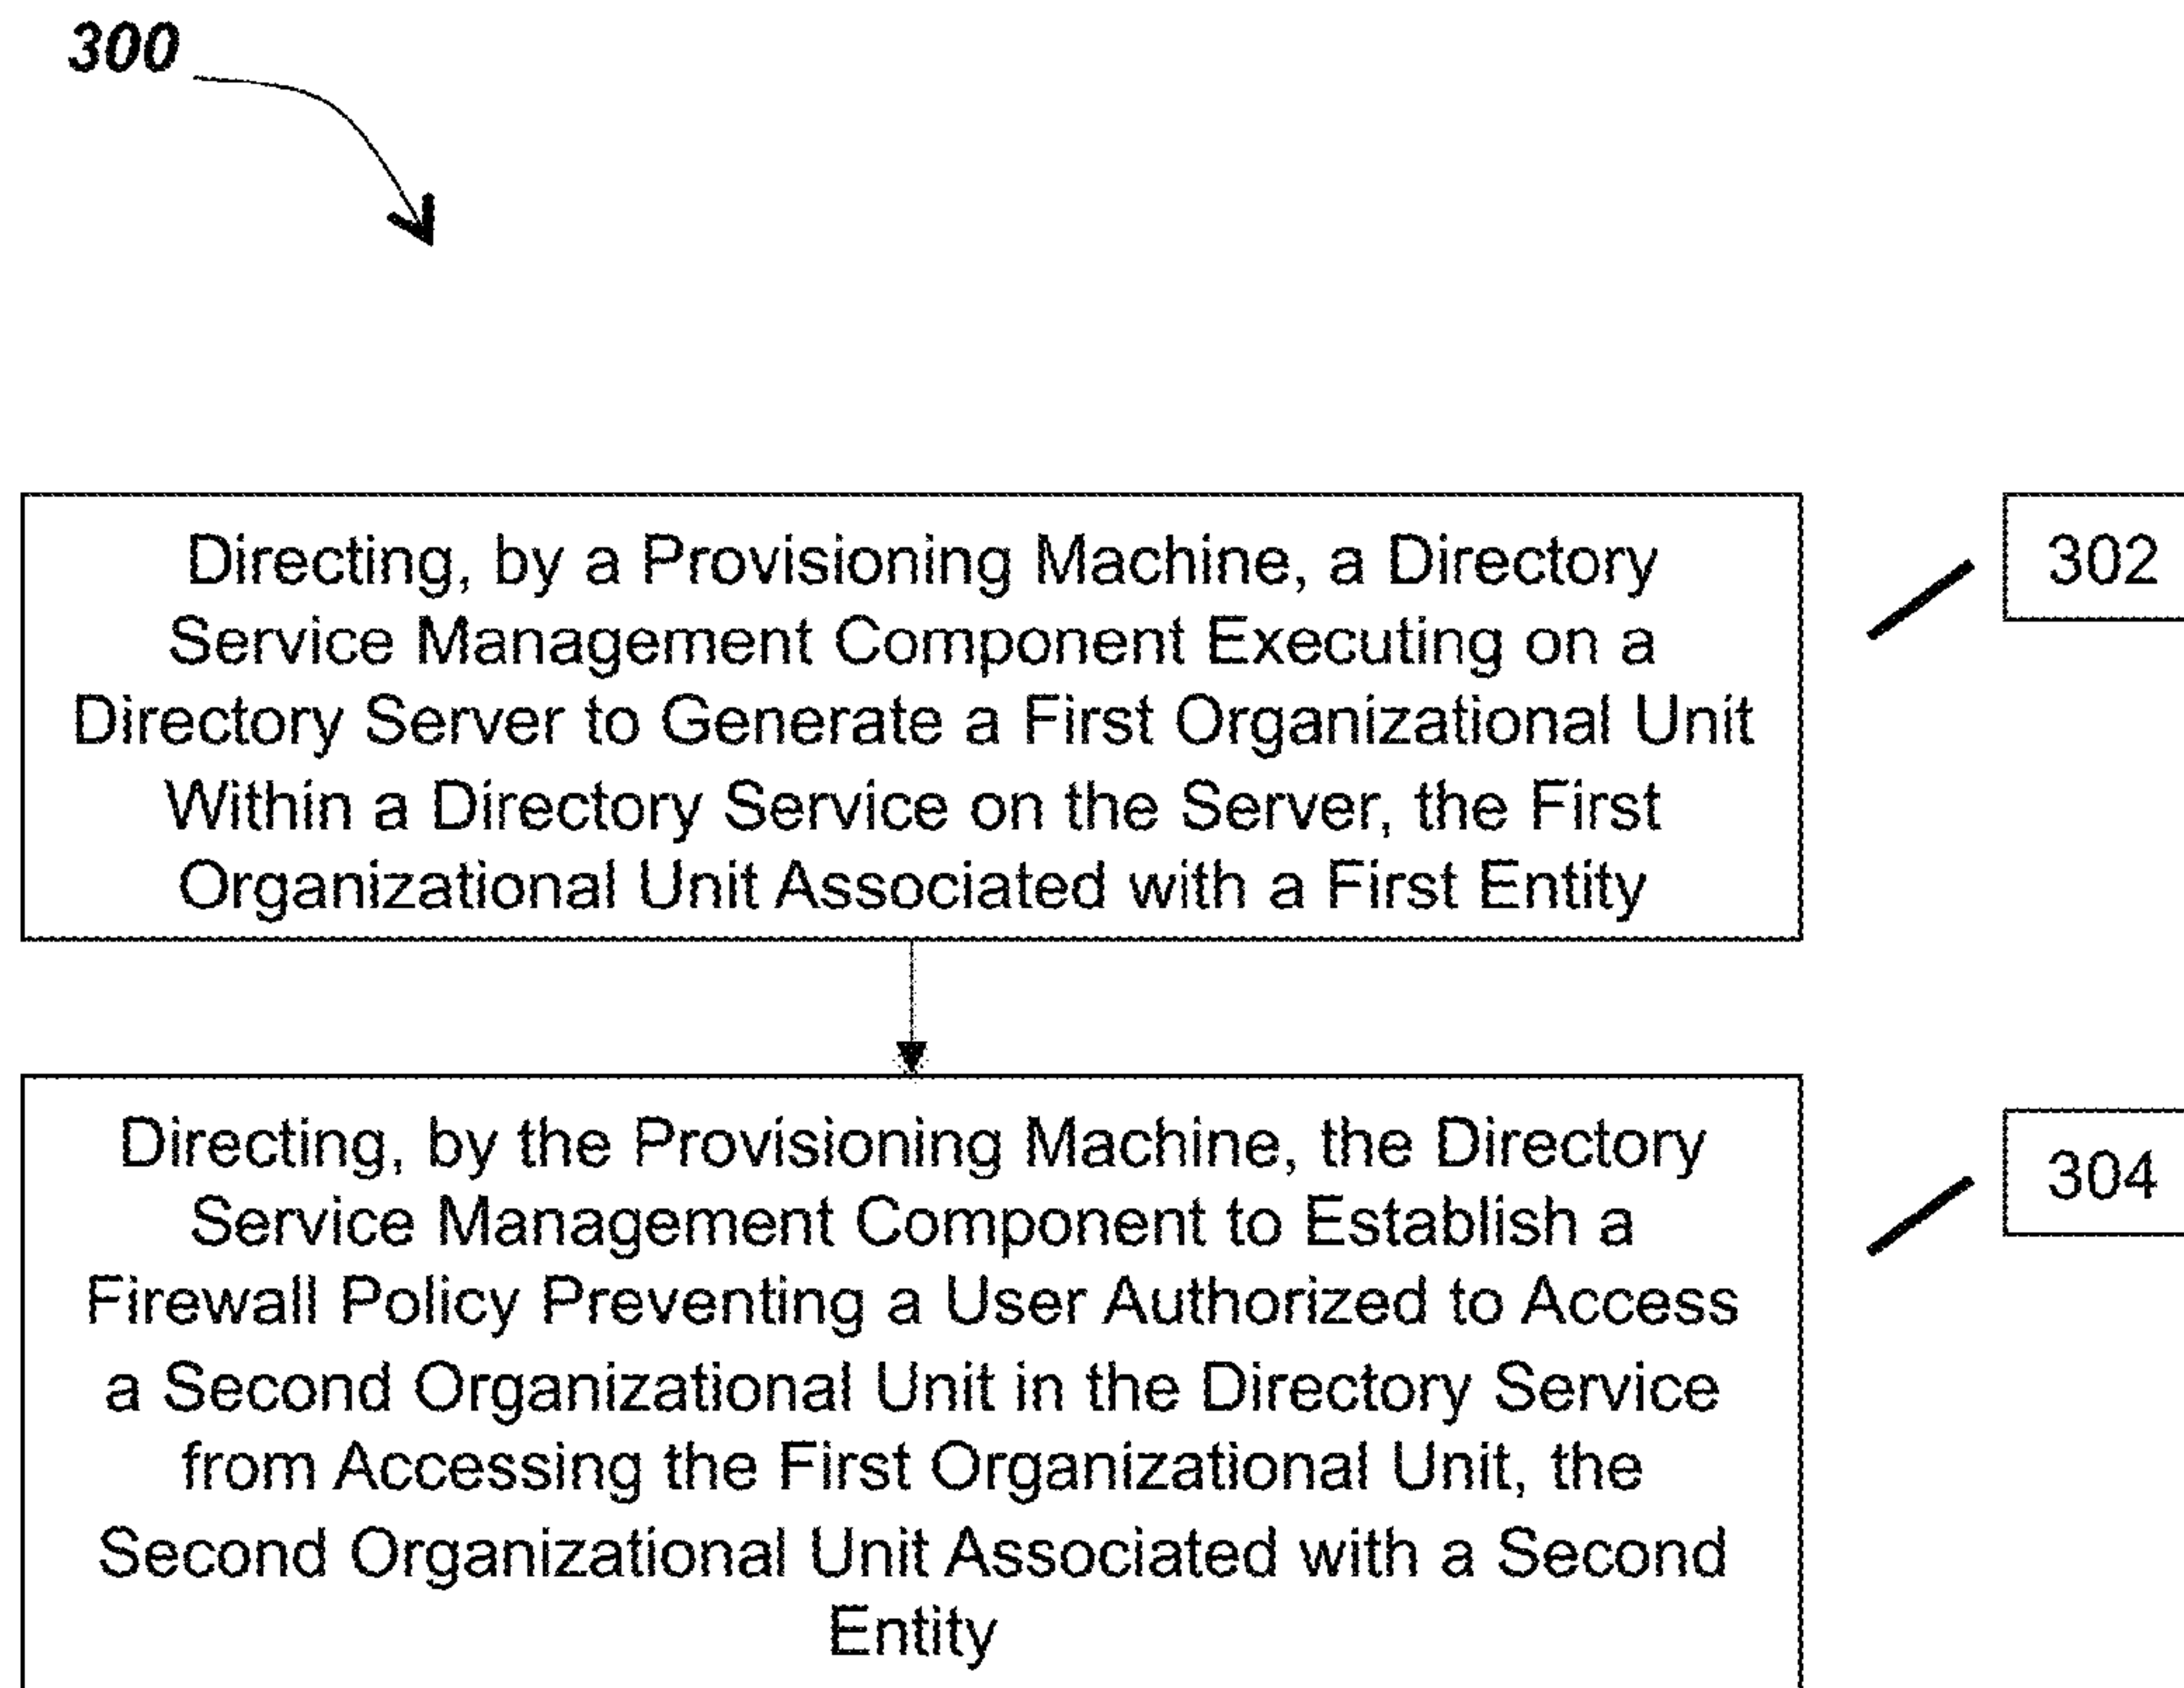 300
Directing, by a Provisioning Machine, a Directory
Service Management Component Executing on a
Directory Server to Generate a First Organizational Unit
Within a Directory Service on the Server, the First
Organizational Unit Associated with a First Entity
302
Directing, by the Provisioning Machine, the Directory
Service Management Component to Establish a
Firewall Policy Preventing a User Authorized to Access
a Second Organizational Unit in the Directory Service
from Accessing the First Organizational Unit, the
Second Organizational Unit Associated with a Second
Entity
304